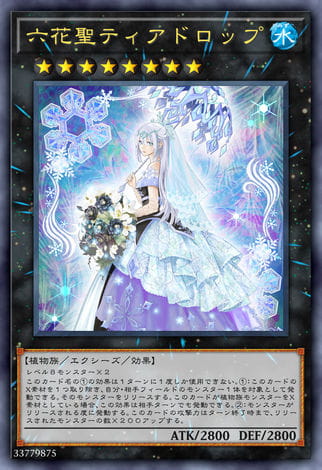 六花聖ティアドロップ
水
【植物族／エクシーズ／効果】
レベル８モンスター×２
このカード名の①の効果は１ターンに１度しか使用できない。①：このカードの
X素材を１つ取り除き、自分・相手フィールドのモンスター１体を対象として発
動できる。そのモンスターをリリースする。このカードが植物族モンスターをX
素材としている場合、この効果は相手ターンでも発動できる。②：モンスターが
リリースされる度に発動する。このカードの攻撃力はターン終了時まで、リリー
スされたモンスターの数×２００アップする。
ATK/2800 DEF/2800
33779875